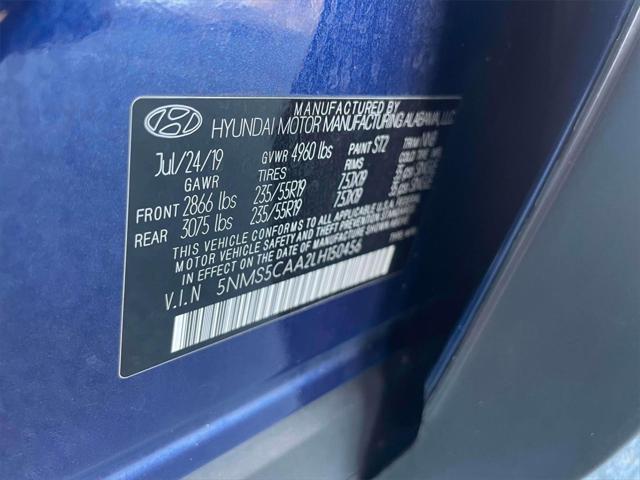 MANUFACTURED BY
HYUNDAI MOTOR MANUFACTURING ALABAMA, LLC
Jul/24/19 GVWR 4960 lbs PAINT ST2 TRIM
GAWR TIRES RIMS
FRONT 2866 lbs 235/55R19 7.5JX19
REAR 3075 lbs 235/55R19 7.5JX19
THIS VEHICLE CONFORMS TO ALL APPLICABLE U.S.A. FEDERAL
MOTOR VEHICLE SAFETY AND THEFT PREVENTION STANDARDS
IN EFFECT ON THE DATE OF MANUFACTURE SHOWN ABOVE.
V.I.N 5NMS5CAA2LH150456